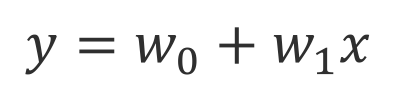 y = w₀ + w₁x